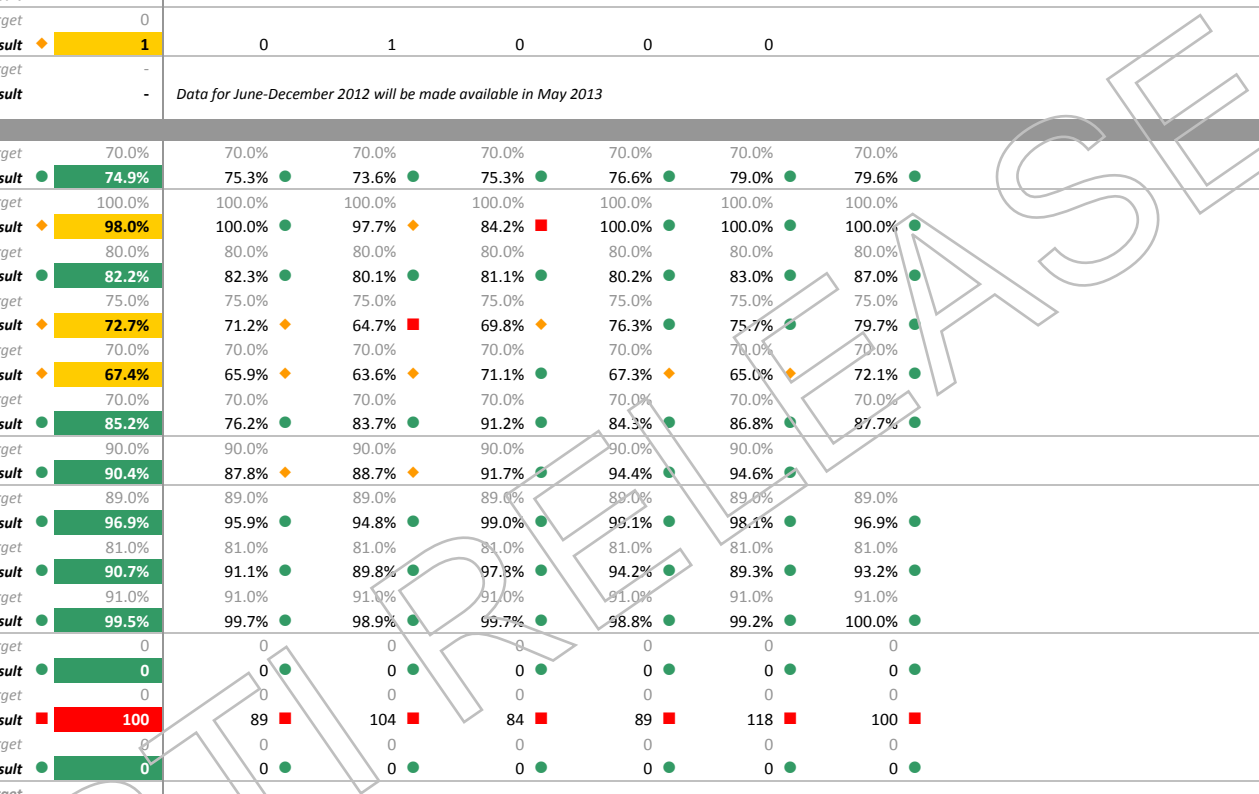 rget 0
sult 1 0 1 0 0 0
rget -
sult - Data for June-December 2012 will be made available in May 2013
rget 70.0% 70.0% 70.0% 70.0% 70.0% 70.0% 70.0%
sult 74.9% 75.3% 73.6% 75.3% 76.6% 79.0% 79.6%
rget 100.0% 100.0% 100.0% 100.0% 100.0% 100.0% 100.0%
sult 98.0% 100.0% 97.7% 84.2% 100.0% 100.0% 100.0%
rget 80.0% 80.0% 80.0% 80.0% 80.0% 80.0% 80.0%
sult 82.2% 82.3% 80.1% 81.1% 80.2% 83.0% 87.0%
rget 75.0% 75.0% 75.0% 75.0% 75.0% 75.0% 75.0%
sult 72.7% 71.2% 64.7% 69.8% 76.3% 75.7% 79.7%
rget 70.0% 70.0% 70.0% 70.0% 70.0% 70.0% 70.0%
sult 67.4% 65.9% 63.6% 71.1% 67.3% 65.0% 72.1%
rget 70.0% 70.0% 70.0% 70.0% 70.0% 70.0% 70.0%
sult 85.2% 76.2% 83.7% 91.2% 84.3% 86.8% 87.7%
rget 90.0% 90.0% 90.0% 90.0% 90.0% 90.0%
sult 90.4% 87.8% 88.7% 91.7% 94.4% 94.6%
rget 89.0% 89.0% 89.0% 89.0% 89.0% 89.0% 89.0%
sult 96.9% 95.9% 94.8% 99.0% 99.1% 98.1% 96.9%
rget 81.0% 81.0% 81.0% 81.0% 81.0% 81.0% 81.0%
sult 90.7% 91.1% 89.8% 97.3% 94.2% 89.3% 93.2%
rget 91.0% 91.0% 91.0% 91.0% 91.0% 91.0% 91.0%
sult 99.5% 99.7% 98.9% 99.7% 98.8% 99.2% 100.0%
rget 0 0 0 0 0 0 0
sult 0 0 0 0 0 0 0
rget 0 0 0 0 0 0 0
sult 100 89 104 84 89 118 100
rget 0 0 0 0 0 0 0
sult 0 0 0 0 0 0 0
rget
TI RELEASE